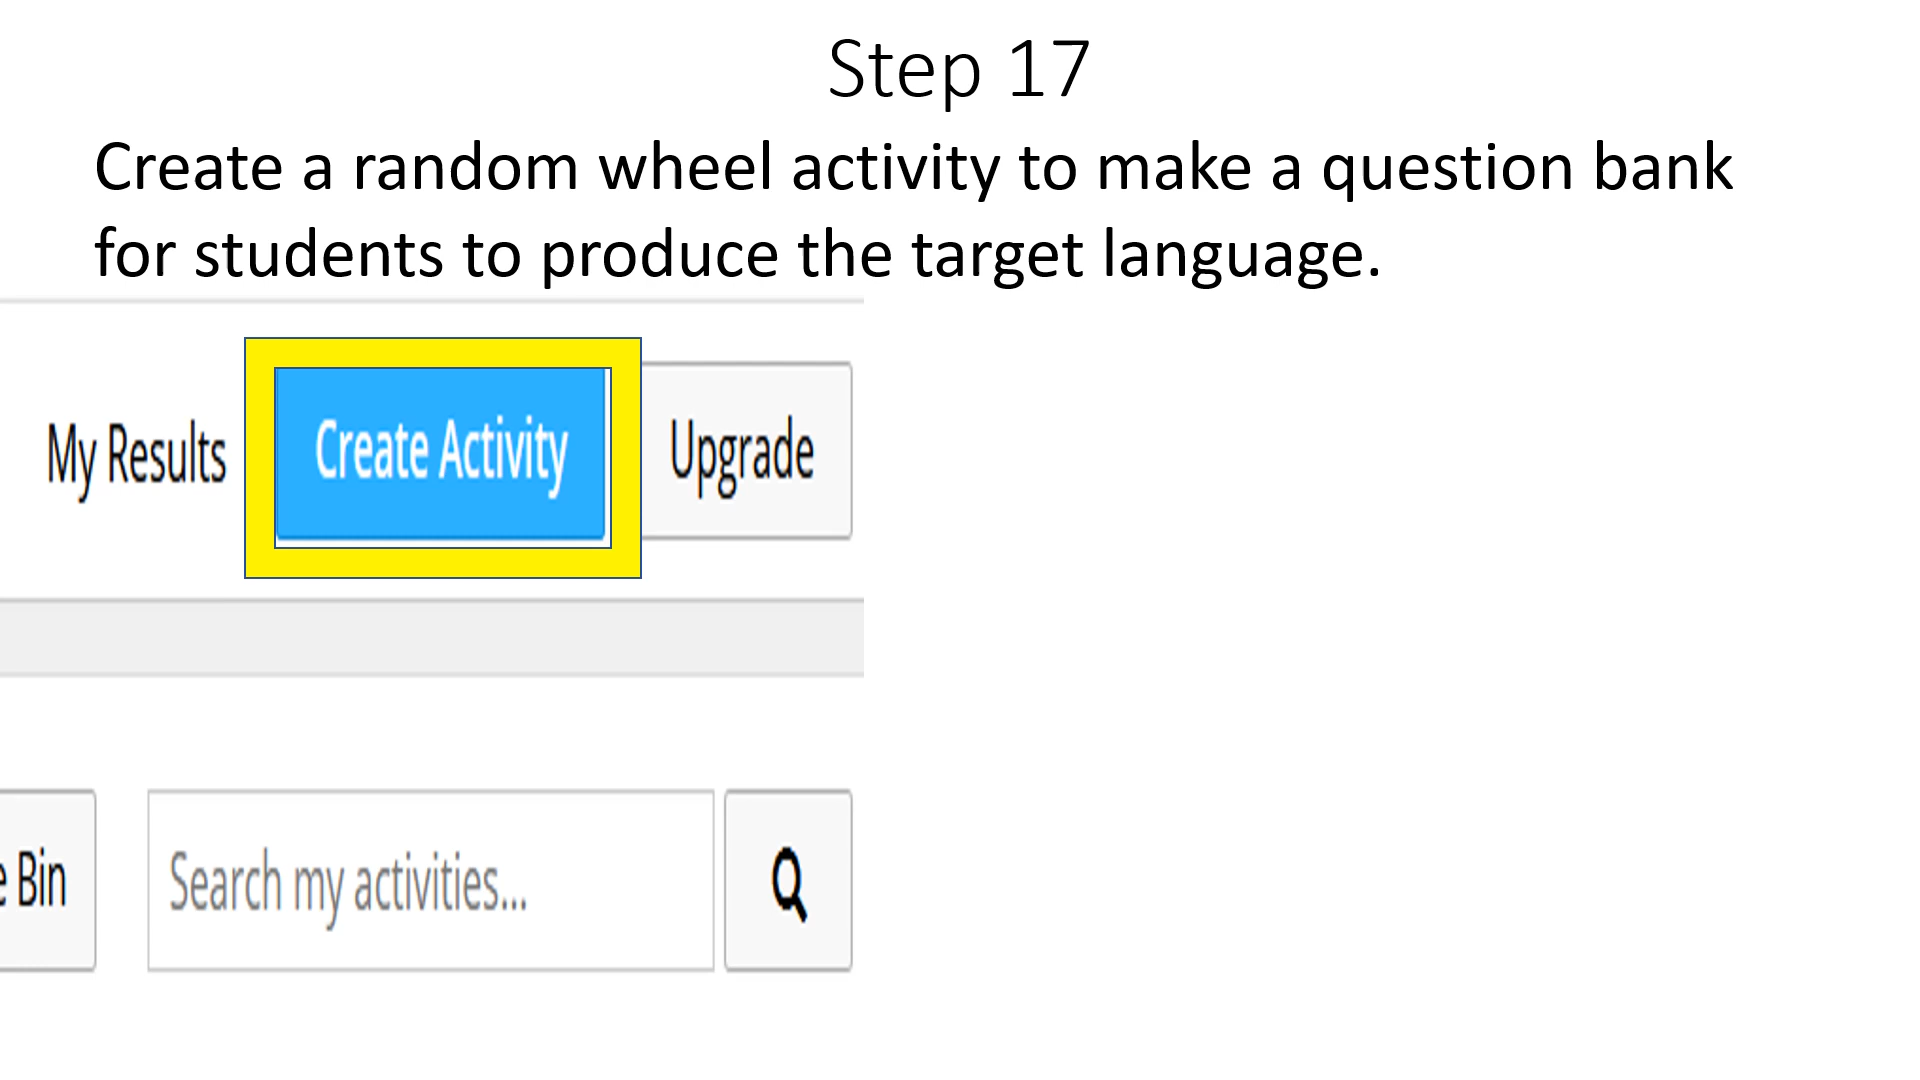 Step 17
Create a random wheel activity to make a question bank
for students to produce the target language.
My Results Create Activity Upgrade
e Bin Search my activities...